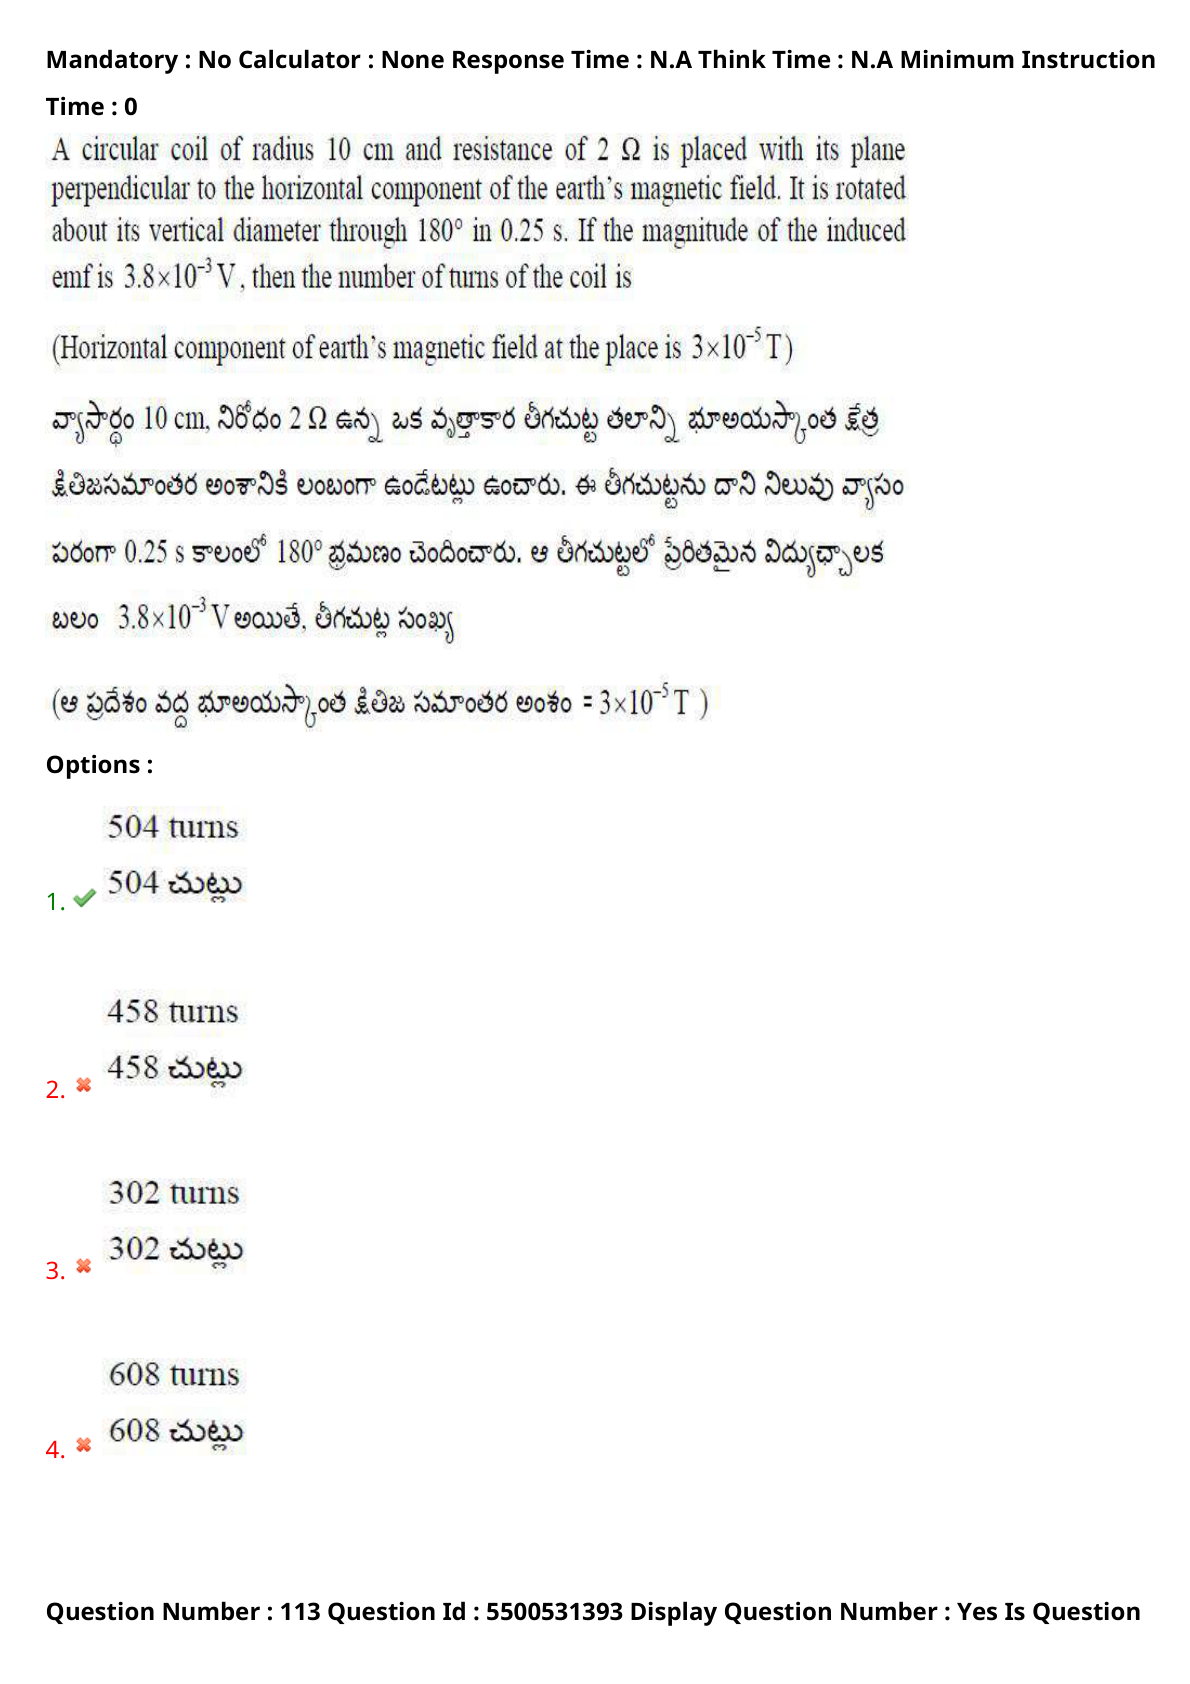 Mandatory : No Calculator : None Response Time : N.A Think Time : N.A Minimum Instruction
Time : 0
A circular coil of radius 10 cm and resistance of 2 Ω is placed with its plane
perpendicular to the horizontal component of the earth's magnetic field. It is rotated
about its vertical diameter through 180° in 0.25 s. If the magnitude of the induced
emf is 3.8×10⁻³ V, then the number of turns of the coil is
(Horizontal component of earth's magnetic field at the place is 3×10⁻⁵ T)
వ్యాసార్థం 10 cm, నిరోధం 2 Ω ఉన్న ఒక వృత్తాకార తీగచుట్ట తలాన్ని భూఅయస్కాంత క్షేత్ర
క్షితిజసమాంతర అంశానికి లంబంగా ఉండేటట్లు ఉంచారు. ఈ తీగచుట్టను దాని నిలువు వ్యాసం
పరంగా 0.25 s కాలంలో 180° భ్రమణం చెందించారు. ఆ తీగచుట్టలో ప్రేరితమైన విద్యుచ్ఛాలక
బలం 3.8×10⁻³ V అయితే, తీగచుట్ల సంఖ్య
(ఆ ప్రదేశం వద్ద భూఅయస్కాంత క్షితిజ సమాంతర అంశం = 3×10⁻⁵ T )
Options :
504 turns
1. 504 చుట్లు
458 turns
2. 458 చుట్లు
302 turns
3. 302 చుట్లు
608 turns
4. 608 చుట్లు
Question Number : 113 Question Id : 5500531393 Display Question Number : Yes Is Question